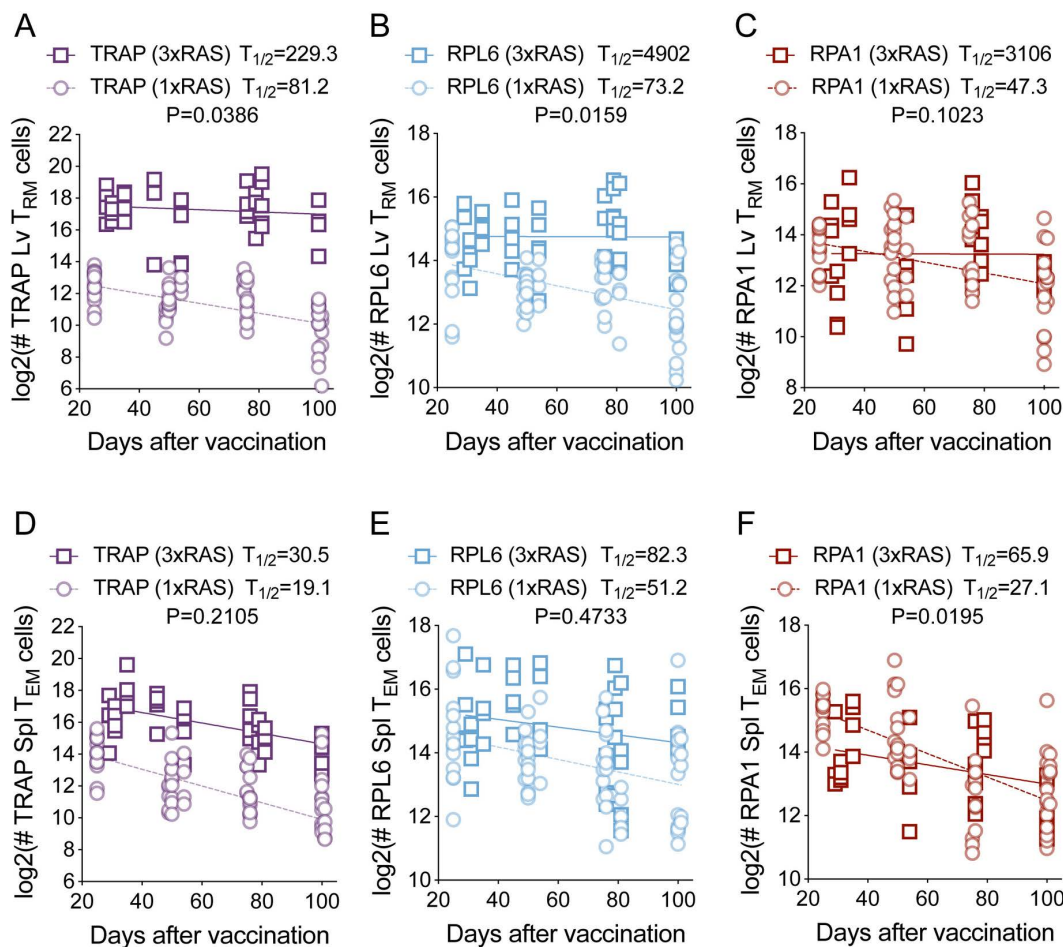 A
TRAP (3xRAS) T1/2=229.3
TRAP (1xRAS) T1/2=81.2
P=0.0386
22
20
18
16
14
12
10
8
6
log2(# TRAP Lv TRM cells)
20 40 60 80 100
Days after vaccination
B
RPL6 (3xRAS) T1/2=4902
RPL6 (1xRAS) T1/2=73.2
P=0.0159
18
16
14
12
10
log2(# RPL6 Lv TRM cells)
20 40 60 80 100
Days after vaccination
C
RPA1 (3xRAS) T1/2=3106
RPA1 (1xRAS) T1/2=47.3
P=0.1023
18
16
14
12
10
8
log2(# RPA1 Lv TRM cells)
20 40 60 80 100
Days after vaccination
D
TRAP (3xRAS) T1/2=30.5
TRAP (1xRAS) T1/2=19.1
P=0.2105
22
20
18
16
14
12
10
8
6
log2(# TRAP Spl TEM cells)
20 40 60 80 100
Days after vaccination
E
RPL6 (3xRAS) T1/2=82.3
RPL6 (1xRAS) T1/2=51.2
P=0.4733
18
16
14
12
10
log2(# RPL6 Spl TEM cells)
20 40 60 80 100
Days after vaccination
F
RPA1 (3xRAS) T1/2=65.9
RPA1 (1xRAS) T1/2=27.1
P=0.0195
18
16
14
12
10
log2(# RPA1 Spl TEM cells)
20 40 60 80 100
Days after vaccination